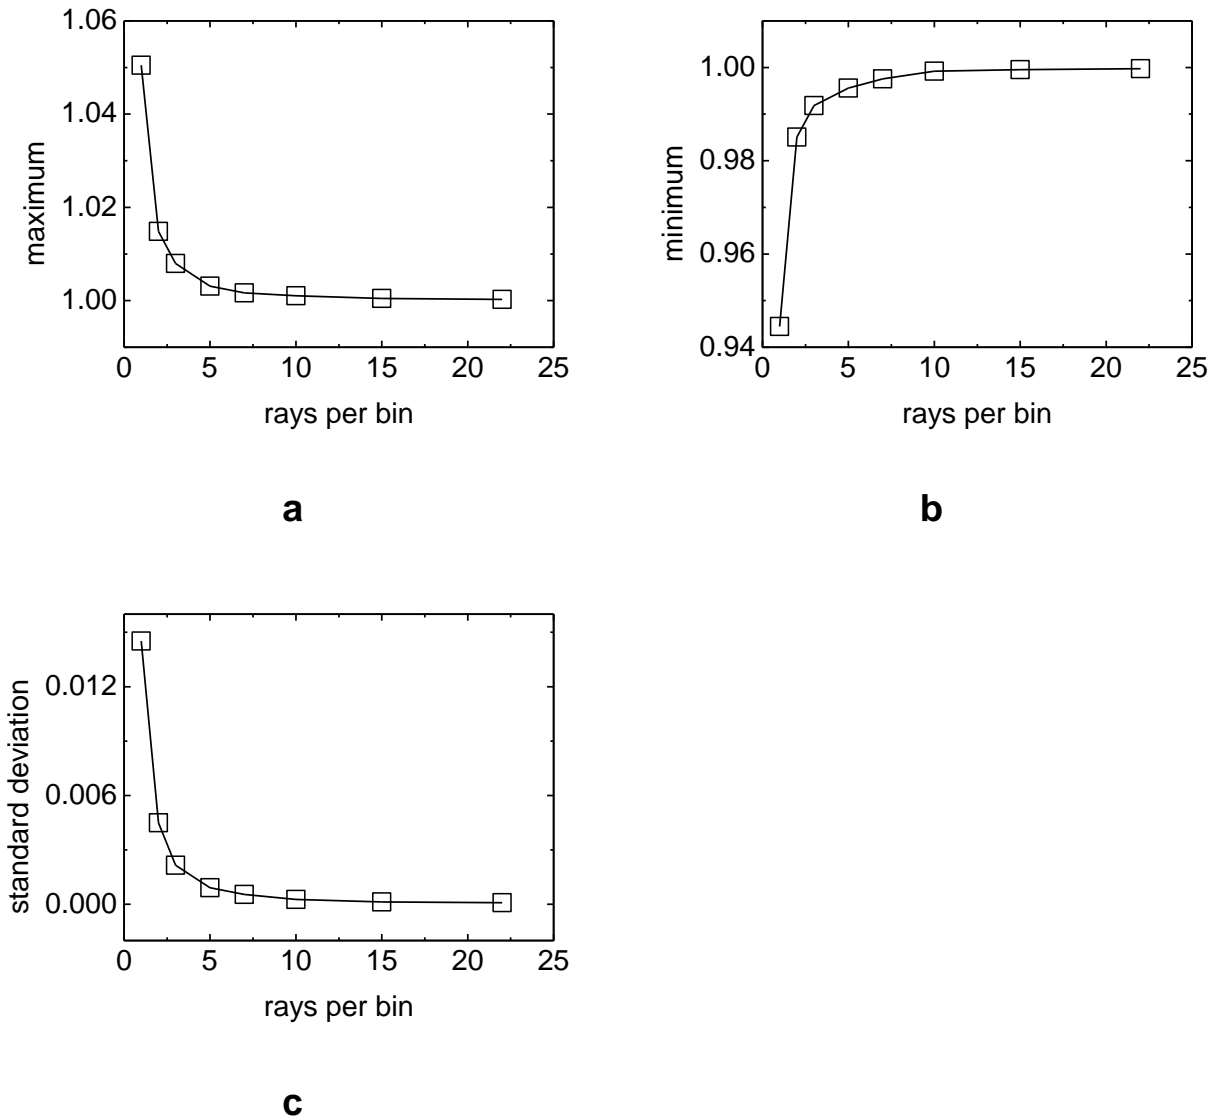 1.06
1.04
1.02
1.00
maximum
0 5 10 15 20 25
rays per bin
a
1.00
0.98
0.96
0.94
minimum
0 5 10 15 20 25
rays per bin
b
0.012
0.006
0.000
standard deviation
0 5 10 15 20 25
rays per bin
c